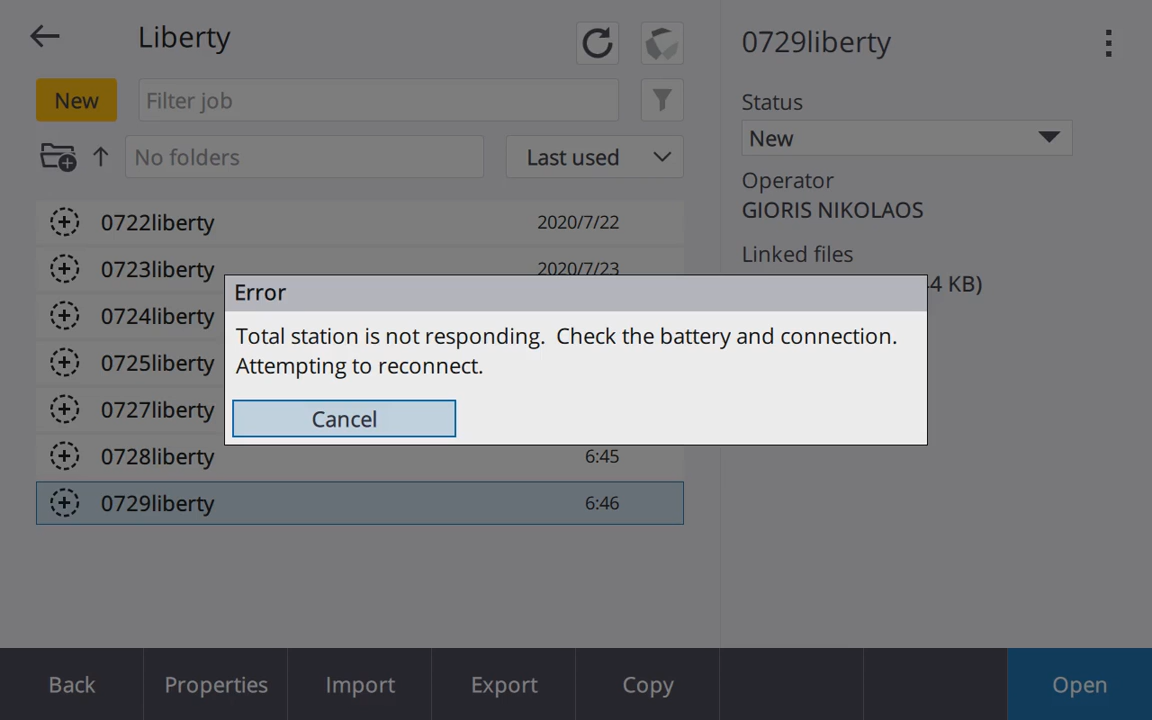 Liberty
0729liberty
New
Filter job
Status
New
No folders
Last used
Operator
GIORIS NIKOLAOS
0722liberty 2020/7/22
Linked files
0723liberty 2020/7/23
4 KB)
Error
0724liberty
Total station is not responding.  Check the battery and connection.
Attempting to reconnect.
0725liberty
0727liberty
Cancel
0728liberty 6:45
0729liberty 6:46
Back Properties Import Export Copy Open